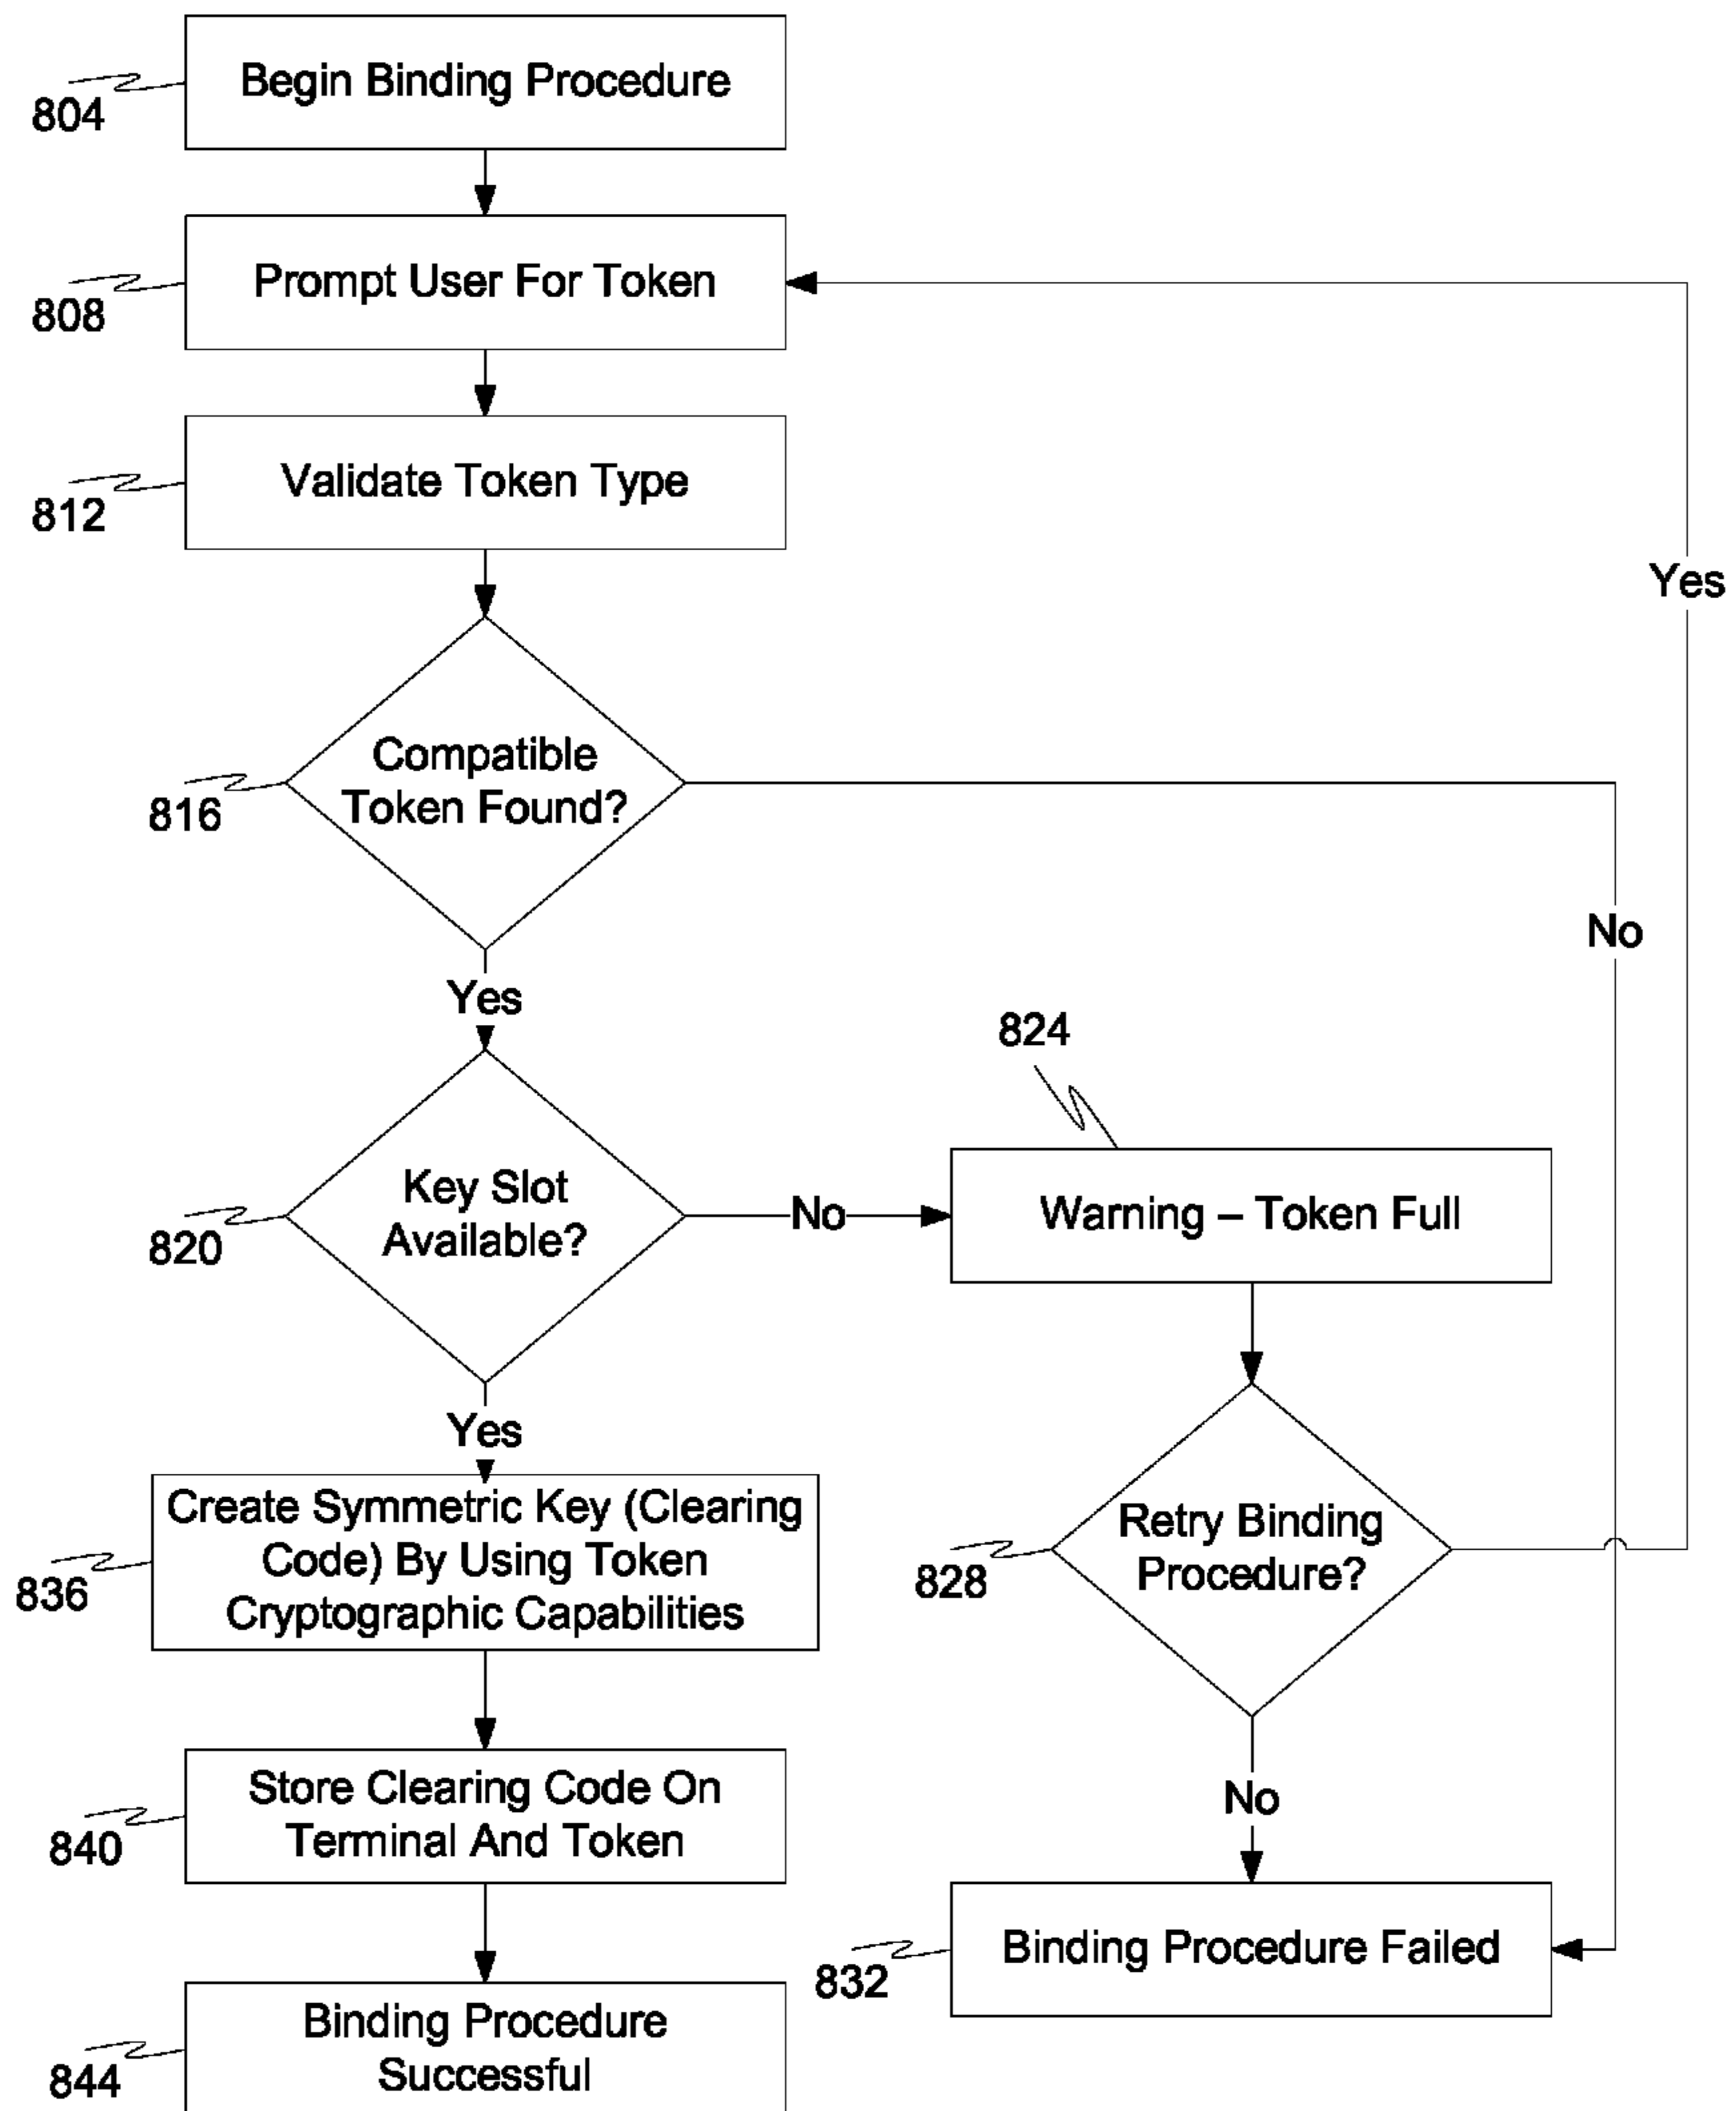 Begin Binding Procedure
804
Prompt User For Token
808
Validate Token Type
812
Yes
Compatible
Token Found?
816
No
Yes
824
Key Slot
Available?
820
No
Warning – Token Full
Yes
Create Symmetric Key (Clearing
Code) By Using Token
Cryptographic Capabilities
836
Retry Binding
Procedure?
828
No
Store Clearing Code On
Terminal And Token
840
Binding Procedure Failed
832
Binding Procedure
Successful
844